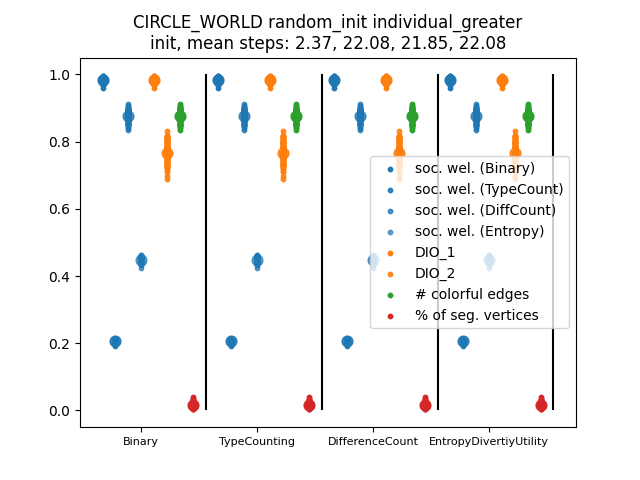 CIRCLE_WORLD random_init individual_greater
init, mean steps: 2.37, 22.08, 21.85, 22.08
1.0
0.8
0.6
0.4
0.2
0.0
soc. wel. (Binary)
soc. wel. (TypeCount)
soc. wel. (DiffCount)
soc. wel. (Entropy)
DIO_1
DIO_2
# colorful edges
% of seg. vertices
Binary
TypeCounting
DifferenceCount
EntropyDivertiyUtility